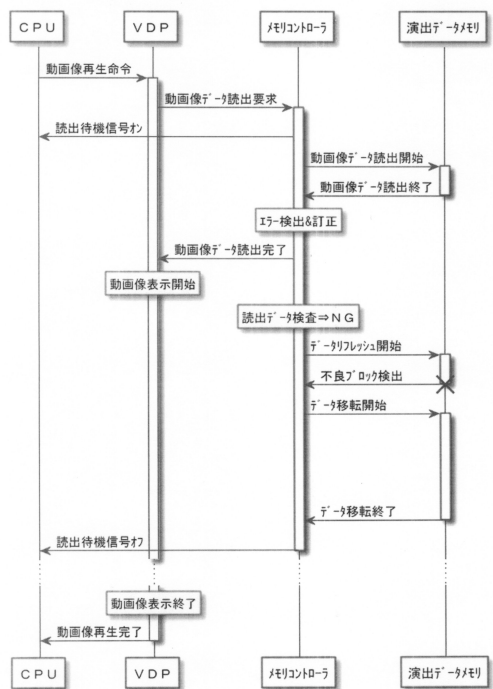 ＣＰＵ
ＶＤＰ
ﾒﾓﾘｺﾝﾄﾛｰﾗ
演出ﾃﾞｰﾀﾒﾓﾘ
動画像再生命令
動画像ﾃﾞｰﾀ読出要求
読出待機信号ｵﾝ
動画像ﾃﾞｰﾀ読出開始
動画像ﾃﾞｰﾀ読出終了
ｴﾗｰ検出&訂正
動画像ﾃﾞｰﾀ読出完了
動画像表示開始
読出ﾃﾞｰﾀ検査⇒ＮＧ
ﾃﾞｰﾀﾘﾌﾚｯｼｭ開始
不良ﾌﾞﾛｯｸ検出
ﾃﾞｰﾀ移転開始
ﾃﾞｰﾀ移転終了
読出待機信号ｵﾌ
動画像表示終了
動画像再生完了
ＣＰＵ
ＶＤＰ
ﾒﾓﾘｺﾝﾄﾛｰﾗ
演出ﾃﾞｰﾀﾒﾓﾘ